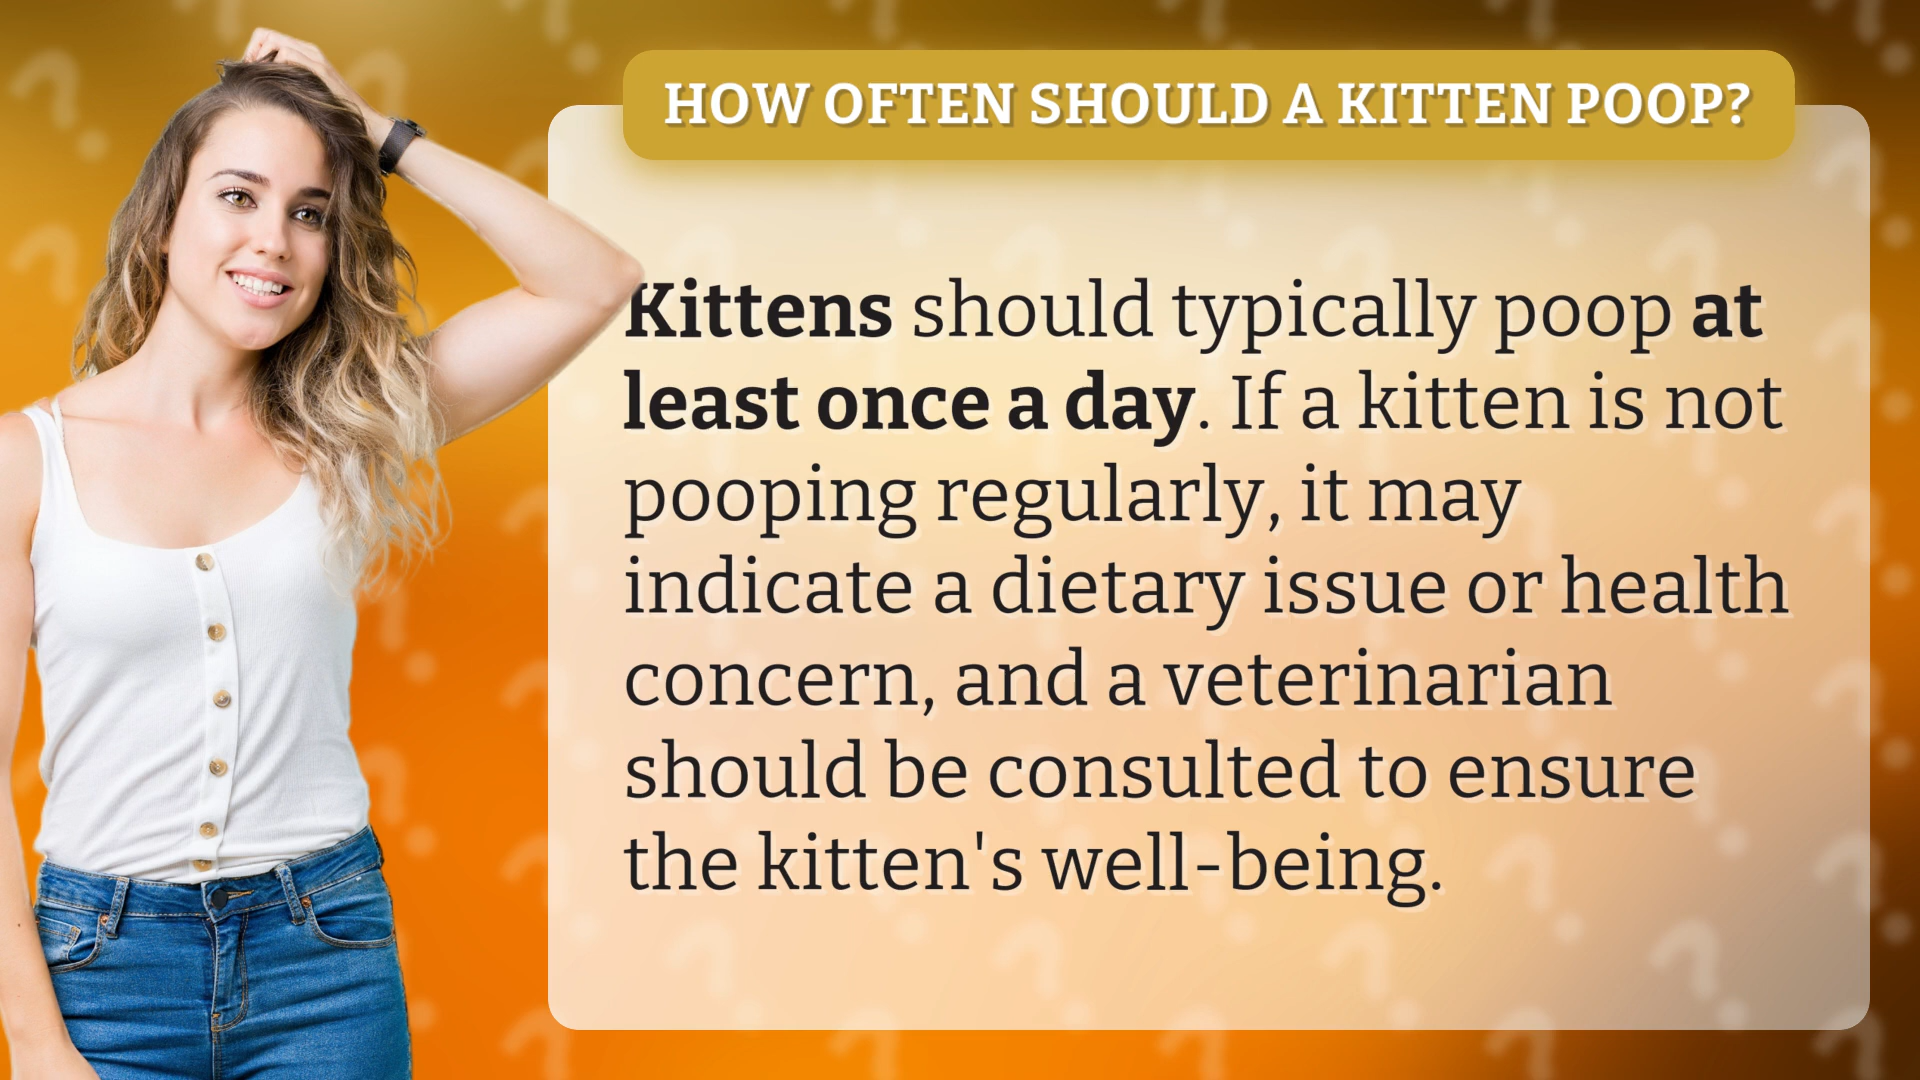 HOW OFTEN SHOULD A KITTEN POOP?
Kittens should typically poop at
least once a day. If a kitten is not
pooping regularly, it may
indicate a dietary issue or health
concern, and a veterinarian
should be consulted to ensure
the kitten's well-being.